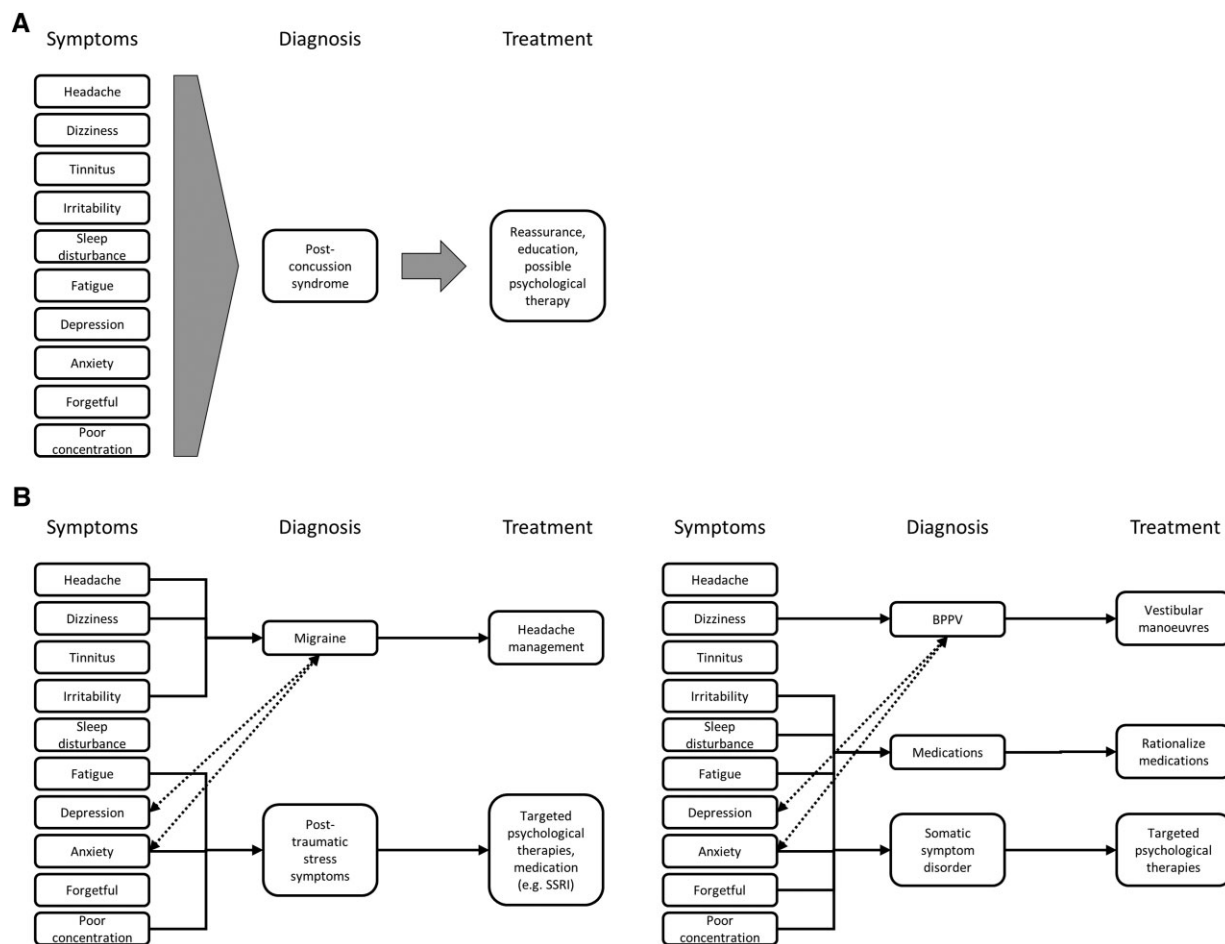 A
Symptoms
Diagnosis
Treatment
Headache
Dizziness
Tinnitus
Irritability
Sleep
disturbance
Fatigue
Depression
Anxiety
Forgetful
Poor
concentration
Post-
concussion
syndrome
Reassurance,
education,
possible
psychological
therapy
B
Symptoms
Diagnosis
Treatment
Headache
Dizziness
Tinnitus
Irritability
Sleep
disturbance
Fatigue
Depression
Anxiety
Forgetful
Poor
concentration
Migraine
Post-
traumatic
stress
symptoms
Headache
management
Targeted
psychological
therapies,
medication
(e.g. SSRI)
Symptoms
Diagnosis
Treatment
Headache
Dizziness
Tinnitus
Irritability
Sleep
disturbance
Fatigue
Depression
Anxiety
Forgetful
Poor
concentration
BPPV
Medications
Somatic
symptom
disorder
Vestibular
manoeuvres
Rationalize
medications
Targeted
psychological
therapies